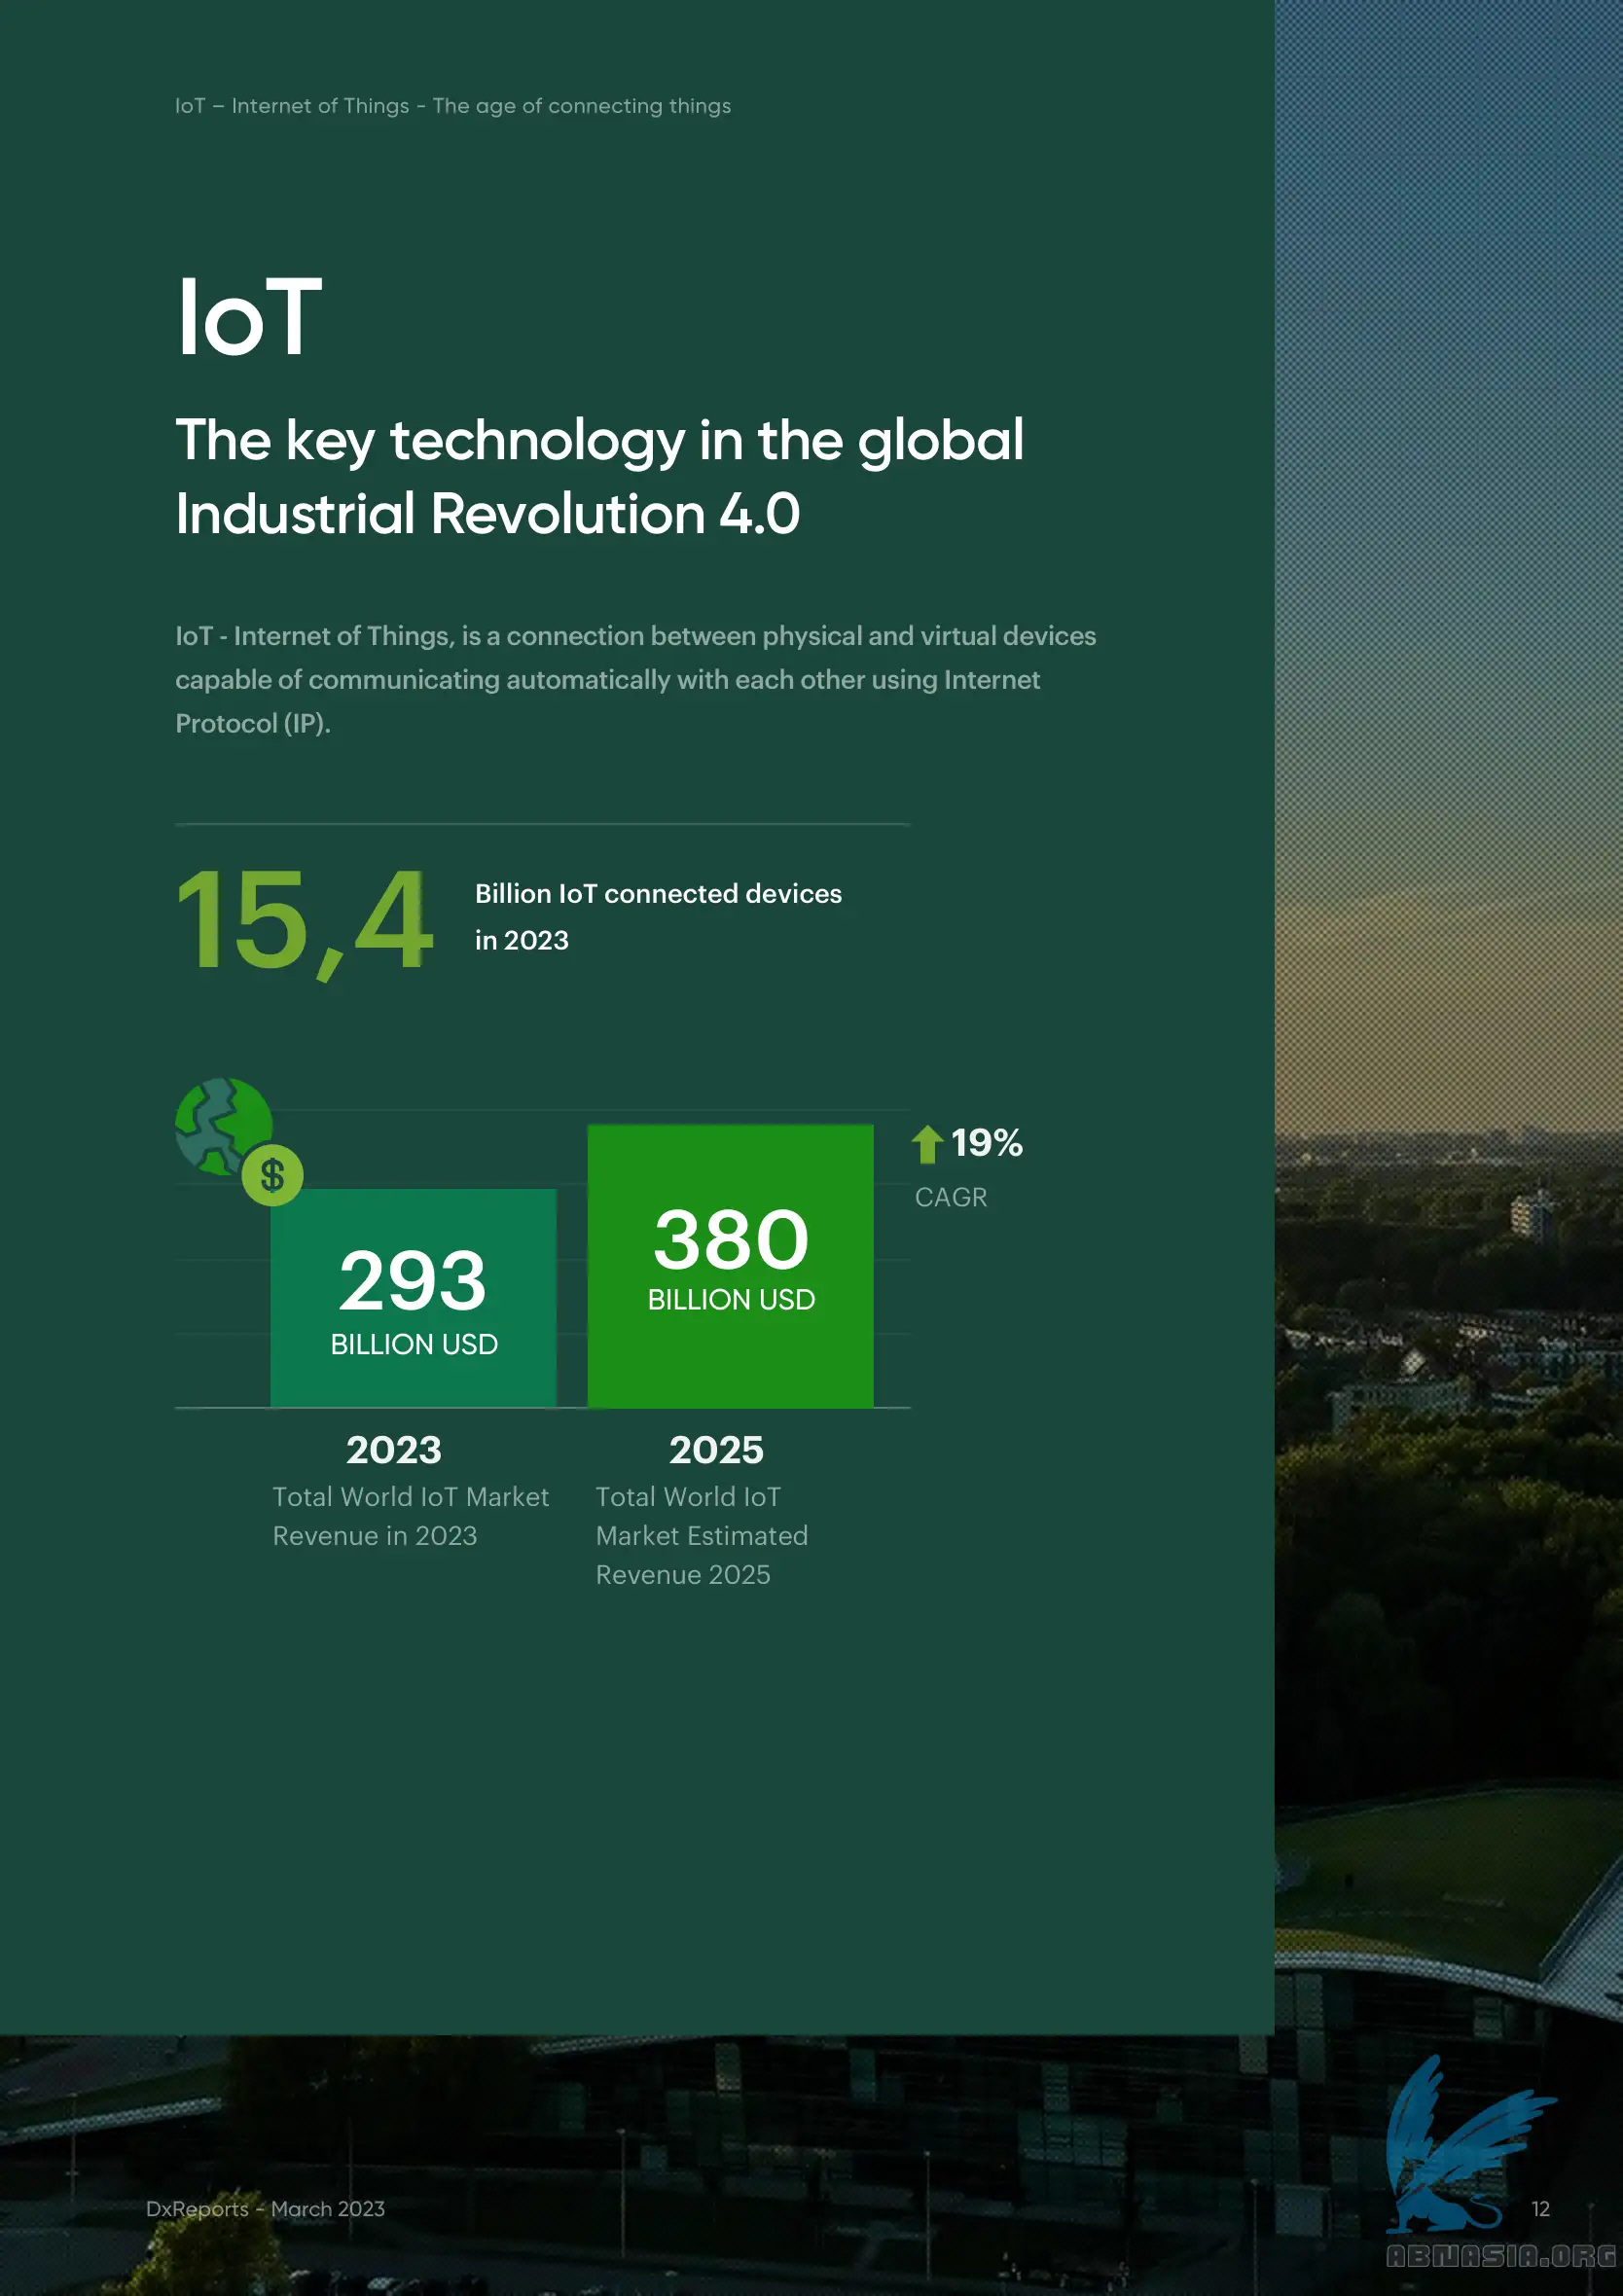 IoT – Internet of Things - The age of connecting things
IoT
The key technology in the global
Industrial Revolution 4.0
IoT - Internet of Things, is a connection between physical and virtual devices
capable of communicating automatically with each other using Internet
Protocol (IP).
15,4
Billion IoT connected devices
in 2023
$
293
BILLION USD
380
BILLION USD
19%
CAGR
2023
Total World IoT Market
Revenue in 2023
2025
Total World IoT
Market Estimated
Revenue 2025
DxReports - March 2023
12
ABNASIA.ORG